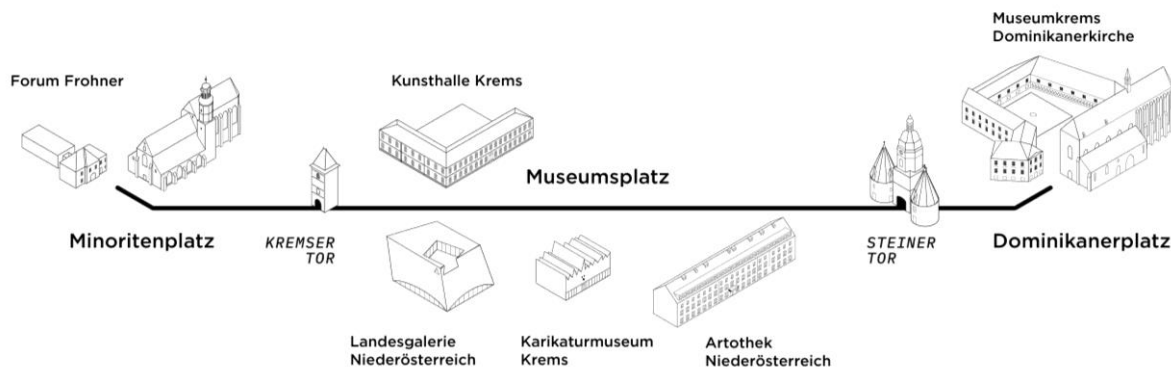 Museumkrems
Dominikanerkirche
Forum Frohner
Kunsthalle Krems
Museumsplatz
Minoritenplatz
KREMSER
TOR
STEINER
TOR
Dominikanerplatz
Landesgalerie
Niederösterreich
Karikaturmuseum
Krems
Artothek
Niederösterreich